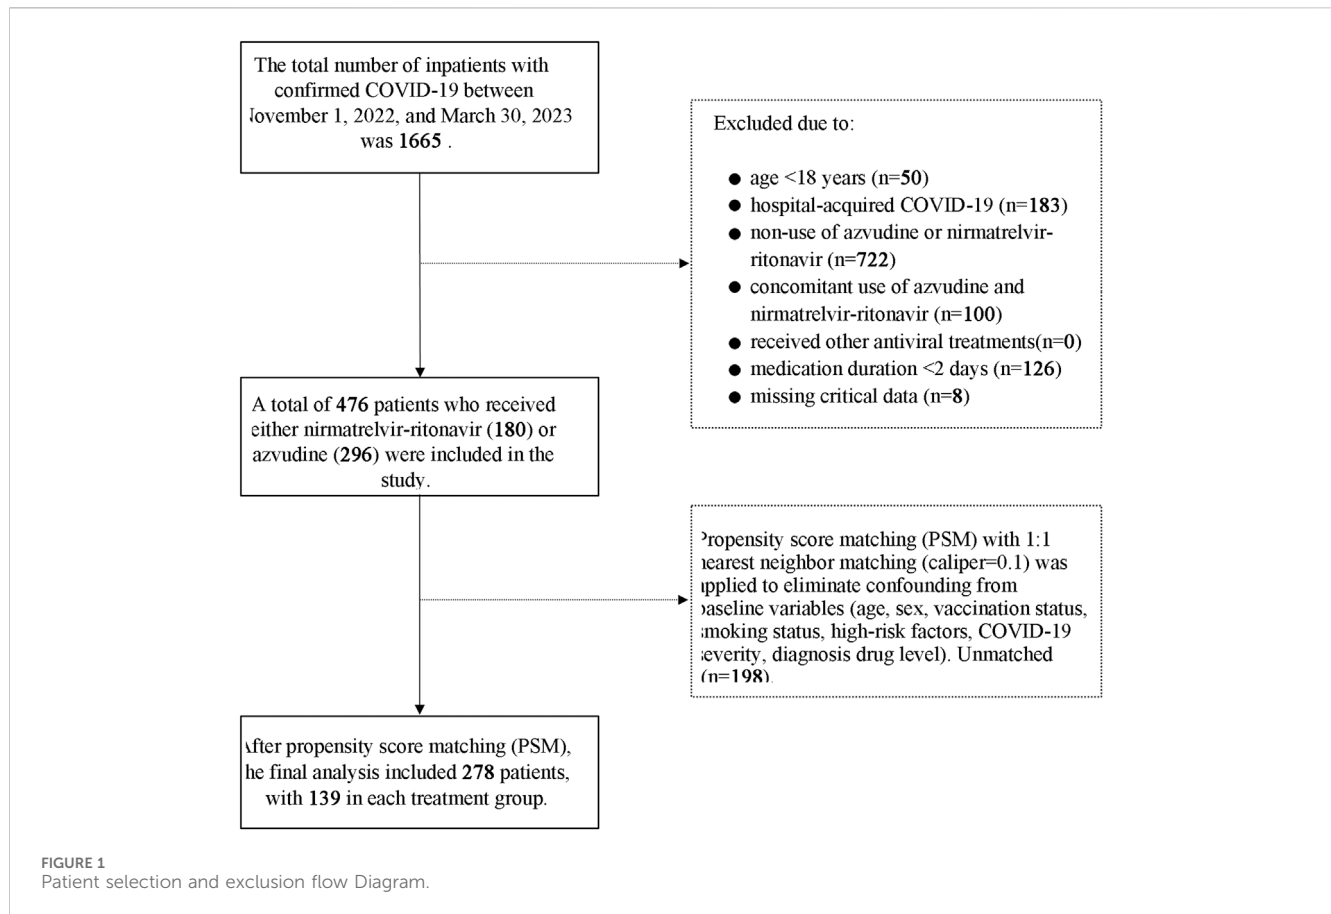 The total number of inpatients with
confirmed COVID-19 between
November 1, 2022, and March 30, 2023
was 1665 .
Excluded due to:
● age <18 years (n=50)
● hospital-acquired COVID-19 (n=183)
● non-use of azvudine or nirmatrelvir-
ritonavir (n=722)
● concomitant use of azvudine and
nirmatrelvir-ritonavir (n=100)
● received other antiviral treatments(n=0)
● medication duration <2 days (n=126)
● missing critical data (n=8)
A total of 476 patients who received
either nirmatrelvir-ritonavir (180) or
azvudine (296) were included in the
study.
Propensity score matching (PSM) with 1:1
nearest neighbor matching (caliper=0.1) was
applied to eliminate confounding from
baseline variables (age, sex, vaccination status,
smoking status, high-risk factors, COVID-19
severity, diagnosis drug level). Unmatched
(n=198).
After propensity score matching (PSM),
the final analysis included 278 patients,
with 139 in each treatment group.
FIGURE 1
Patient selection and exclusion flow Diagram.